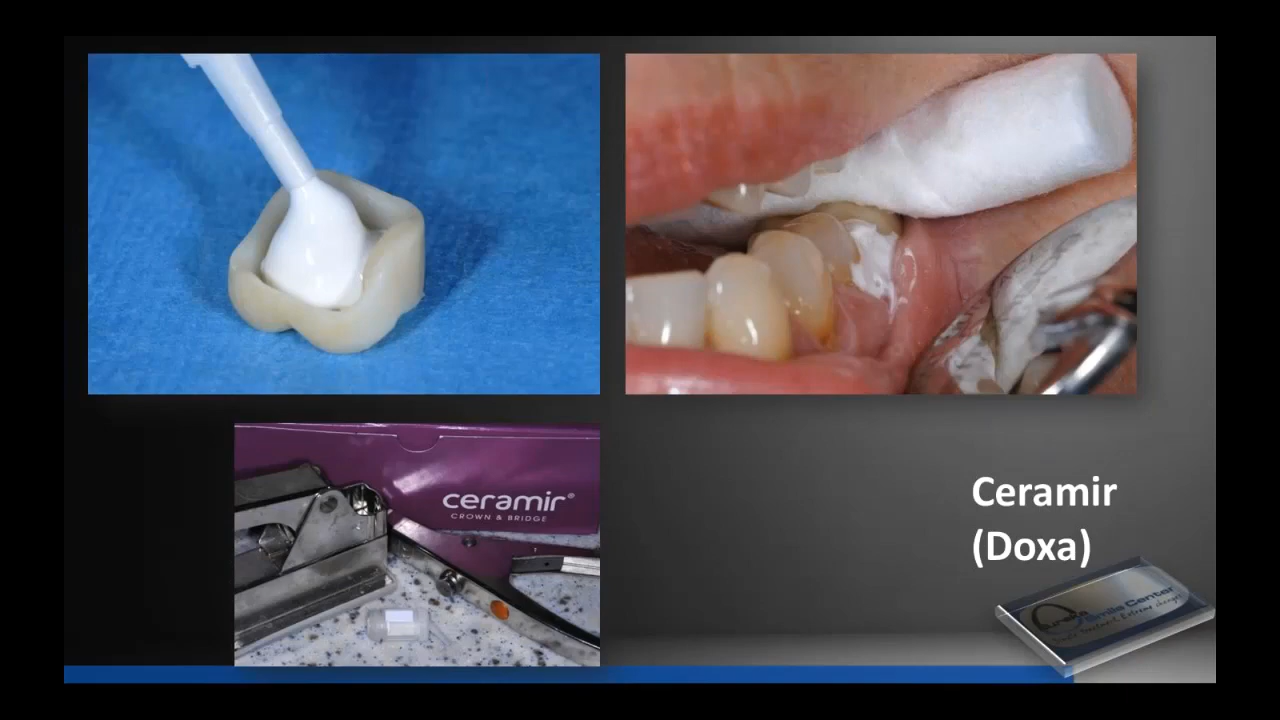 ceramir®
CROWN & BRIDGE
Ceramir
(Doxa)
Smile Center